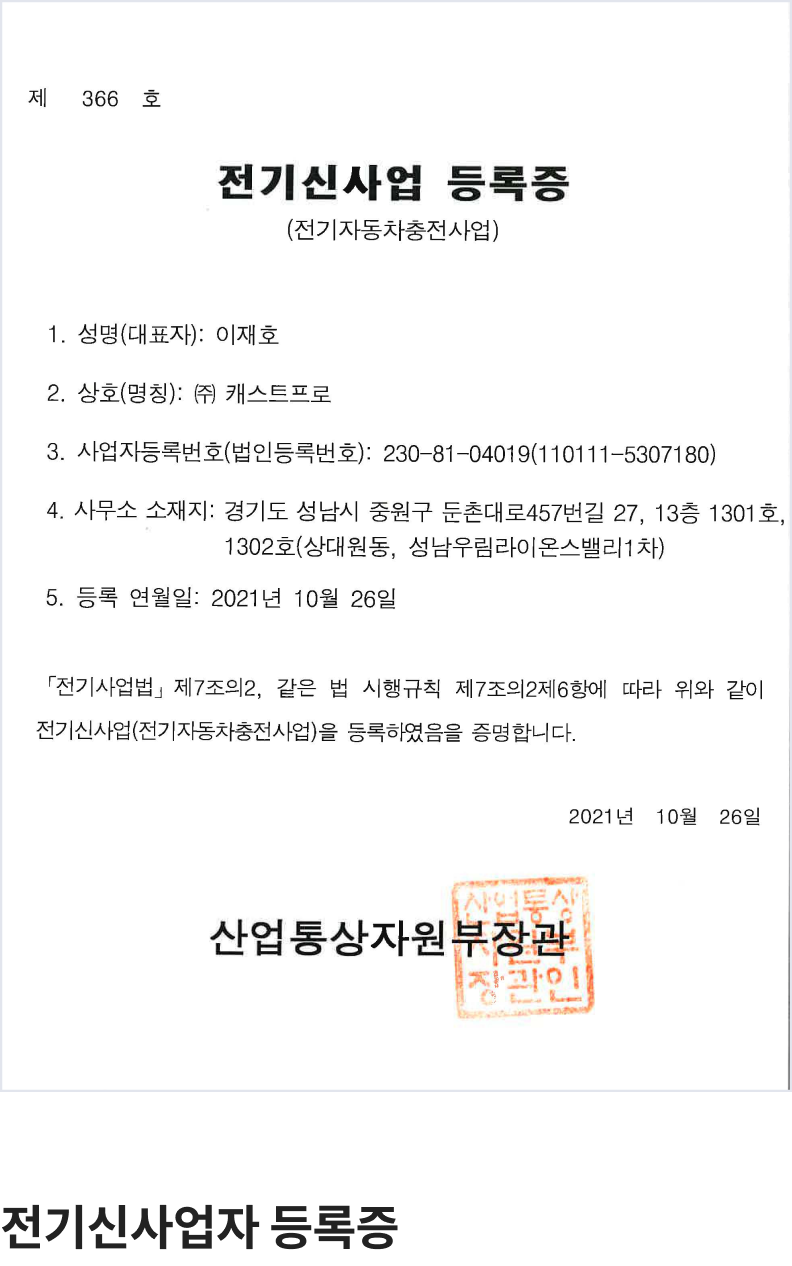 제 366 호
전기신사업 등록증
(전기자동차충전사업)
1. 성명(대표자): 이재호
2. 상호(명칭): ㈜ 캐스트프로
3. 사업자등록번호(법인등록번호): 230-81-04019(110111-5307180)
4. 사무소 소재지: 경기도 성남시 중원구 둔촌대로457번길 27, 13층 1301호,
1302호(상대원동, 성남우림라이온스밸리1차)
5. 등록 연월일: 2021년 10월 26일
「전기사업법」제7조의2, 같은 법 시행규칙 제7조의2제6항에 따라 위와 같이
전기신사업(전기자동차충전사업)을 등록하였음을 증명합니다.
2021년 10월 26일
산업통상자원부장관
산업통상
자원부
장관인
전기신사업자 등록증